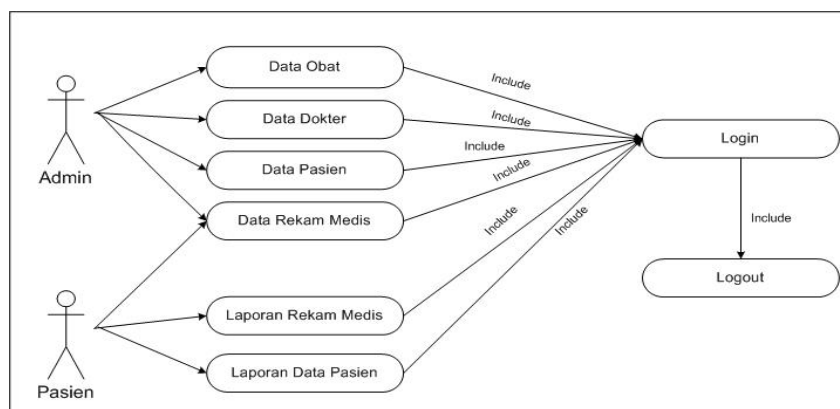 Data Obat
Include
Data Dokter
Include
Login
Data Pasien
Include
Include
Admin
Data Rekam Medis
Include
Include
Include
Logout
Laporan Rekam Medis
Laporan Data Pasien
Pasien